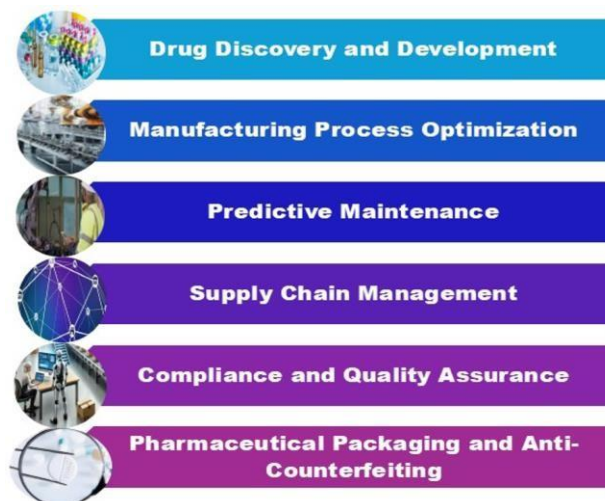 Drug Discovery and Development
Manufacturing Process Optimization
Predictive Maintenance
Supply Chain Management
Compliance and Quality Assurance
Pharmaceutical Packaging and Anti-
Counterfeiting